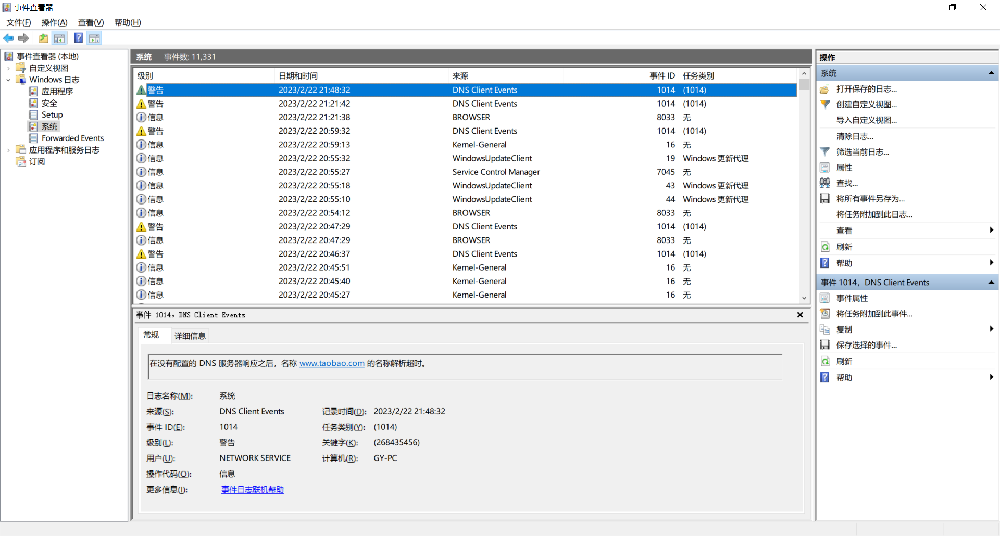 事件查看器
文件(F) 操作(A) 查看(V) 帮助(H)
事件查看器 (本地)
自定义视图
Windows 日志
应用程序
安全
Setup
系统
Forwarded Events
应用程序和服务日志
订阅
系统 事件数: 11,331
级别 日期和时间 来源 事件 ID 任务类别
警告 2023/2/22 21:48:32 DNS Client Events 1014 (1014)
警告 2023/2/22 21:21:42 DNS Client Events 1014 (1014)
信息 2023/2/22 21:21:38 BROWSER 8033 无
警告 2023/2/22 20:59:32 DNS Client Events 1014 (1014)
信息 2023/2/22 20:59:13 Kernel-General 16 无
信息 2023/2/22 20:55:32 WindowsUpdateClient 19 Windows 更新代理
信息 2023/2/22 20:55:27 Service Control Manager 7045 无
信息 2023/2/22 20:55:18 WindowsUpdateClient 43 Windows 更新代理
信息 2023/2/22 20:55:10 WindowsUpdateClient 44 Windows 更新代理
信息 2023/2/22 20:54:12 BROWSER 8033 无
警告 2023/2/22 20:47:29 DNS Client Events 1014 (1014)
信息 2023/2/22 20:47:29 BROWSER 8033 无
警告 2023/2/22 20:46:37 DNS Client Events 1014 (1014)
信息 2023/2/22 20:45:51 Kernel-General 16 无
信息 2023/2/22 20:45:40 Kernel-General 16 无
信息 2023/2/22 20:45:27 Kernel-General 16 无
事件 1014，DNS Client Events
常规 详细信息
在没有配置的 DNS 服务器响应之后，名称 www.taobao.com 的名称解析超时。
日志名称(M): 系统
来源(S): DNS Client Events 记录时间(D): 2023/2/22 21:48:32
事件 ID(E): 1014 任务类别(Y): (1014)
级别(L): 警告 关键字(K): (268435456)
用户(U): NETWORK SERVICE 计算机(R): GY-PC
操作代码(O): 信息
更多信息(I): 事件日志联机帮助
操作
系统
打开保存的日志...
创建自定义视图...
导入自定义视图...
清除日志...
筛选当前日志...
属性
查找...
将所有事件另存为...
将任务附加到此日志...
查看
刷新
帮助
事件 1014，DNS Client Events
事件属性
将任务附加到此事件...
复制
保存选择的事件...
刷新
帮助